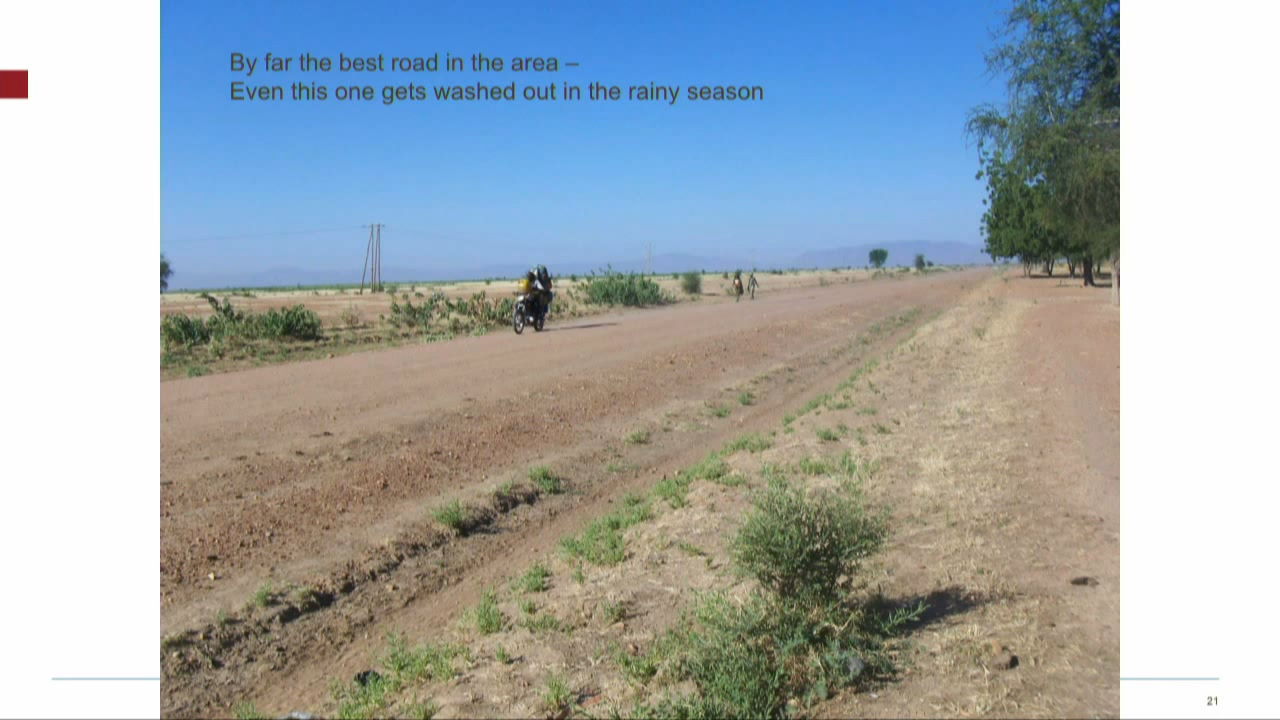 By far the best road in the area –
Even this one gets washed out in the rainy season
21